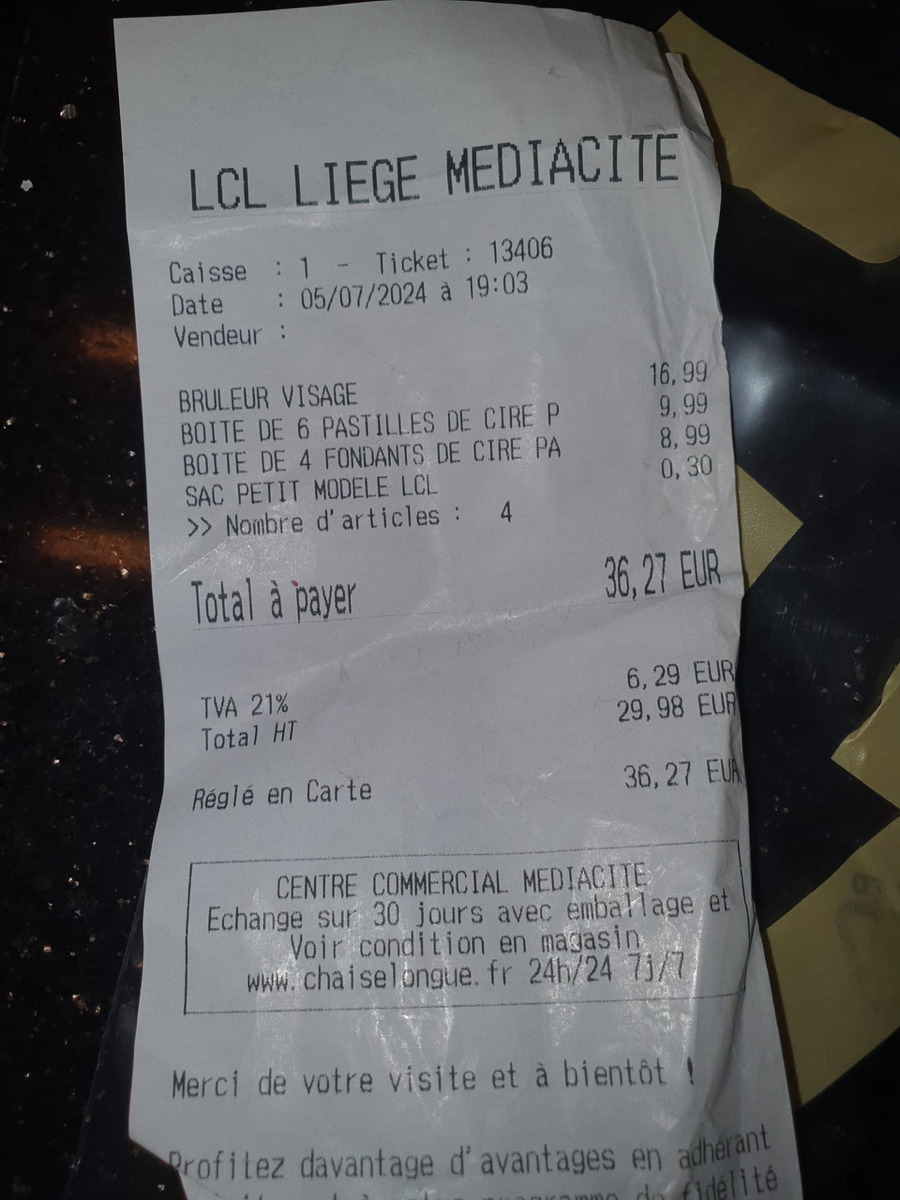 LCL LIEGE MEDIACITE
Caisse : 1 - Ticket : 13406
Date : 05/07/2024 à 19:03
Vendeur :
BRULEUR VISAGE 16,99
BOITE DE 6 PASTILLES DE CIRE P 9,99
BOITE DE 4 FONDANTS DE CIRE PA 8,99
SAC PETIT MODELE LCL 0,30
>> Nombre d'articles : 4
Total à payer 36,27 EUR
TVA 21% 6,29 EUR
Total HT 29,98 EUR
Réglé en Carte 36,27 EUR
CENTRE COMMERCIAL MEDIACITE
Echange sur 30 jours avec emballage et
Voir condition en magasin
www.chaiselongue.fr 24h/24 7j/7
Merci de votre visite et à bientôt !
Profitez davantage d'avantages en adhérant
programme de fidélité